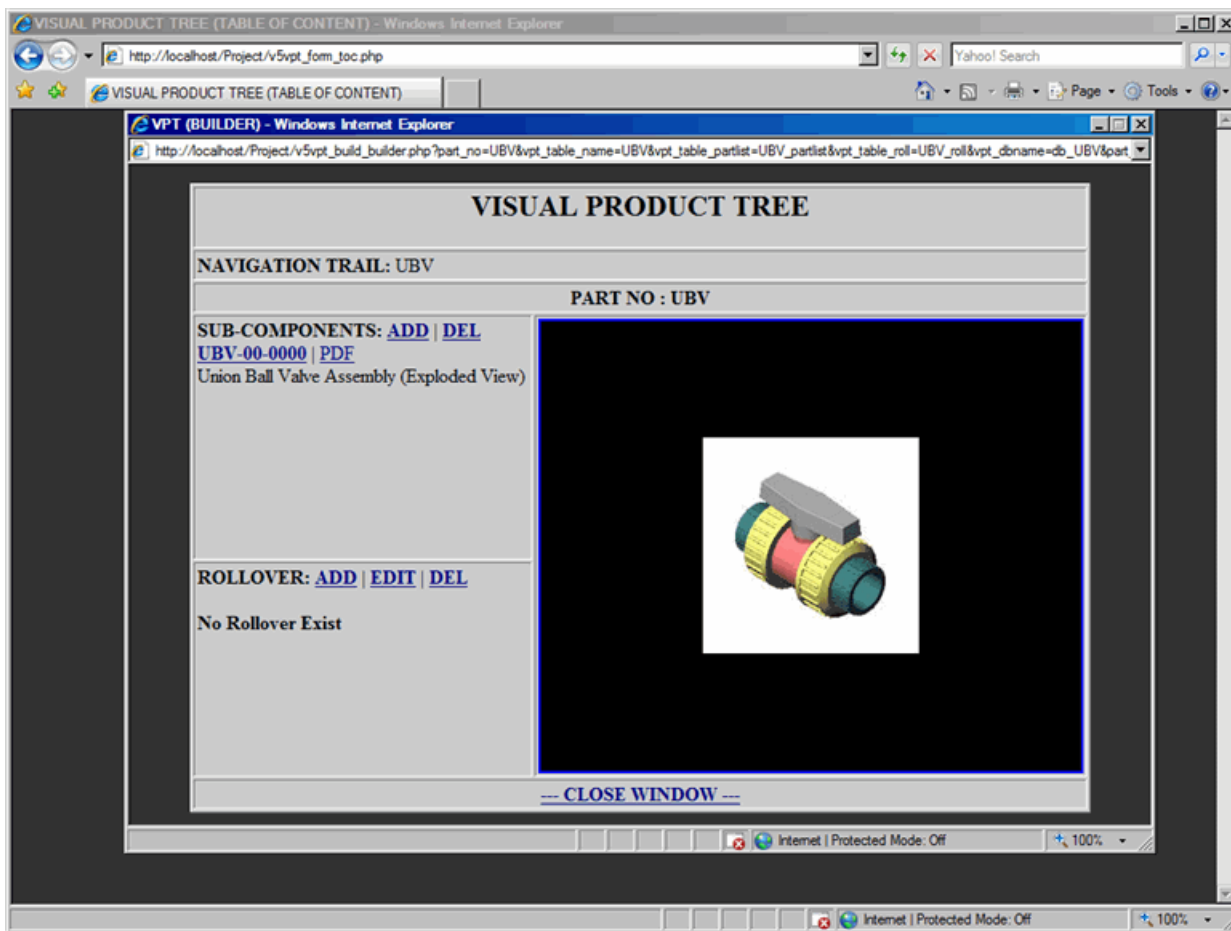 VISUAL PRODUCT TREE (TABLE OF CONTENT) - Windows Internet Explorer
http://localhost/Project/v5vpt_form_toc.php
Yahoo! Search
VISUAL PRODUCT TREE (TABLE OF CONTENT)
Page
Tools
VPT (BUILDER) - Windows Internet Explorer
http://localhost/Project/v5vpt_build_builder.php?part_no=UBV&vpt_table_name=UBV&vpt_table_partlist=UBV_partlist&vpt_table_roll=UBV_roll&vpt_dbname=db_UBV&part_
VISUAL PRODUCT TREE
NAVIGATION TRAIL: UBV
PART NO : UBV
SUB-COMPONENTS: ADD | DEL
UBV-00-0000 | PDF
Union Ball Valve Assembly (Exploded View)
ROLLOVER: ADD | EDIT | DEL
No Rollover Exist
--- CLOSE WINDOW ---
Internet | Protected Mode: Off
100%
Internet | Protected Mode: Off
100%